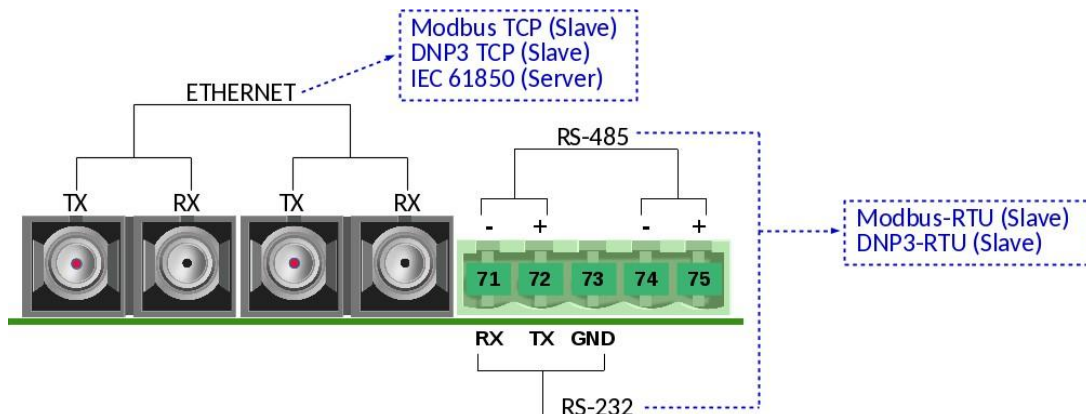 Modbus TCP (Slave)
DNP3 TCP (Slave)
IEC 61850 (Server)
ETHERNET
RS-485
TX RX TX RX
- + - +
Modbus-RTU (Slave)
DNP3-RTU (Slave)
71 72 73 74 75
RX TX GND
RS-232